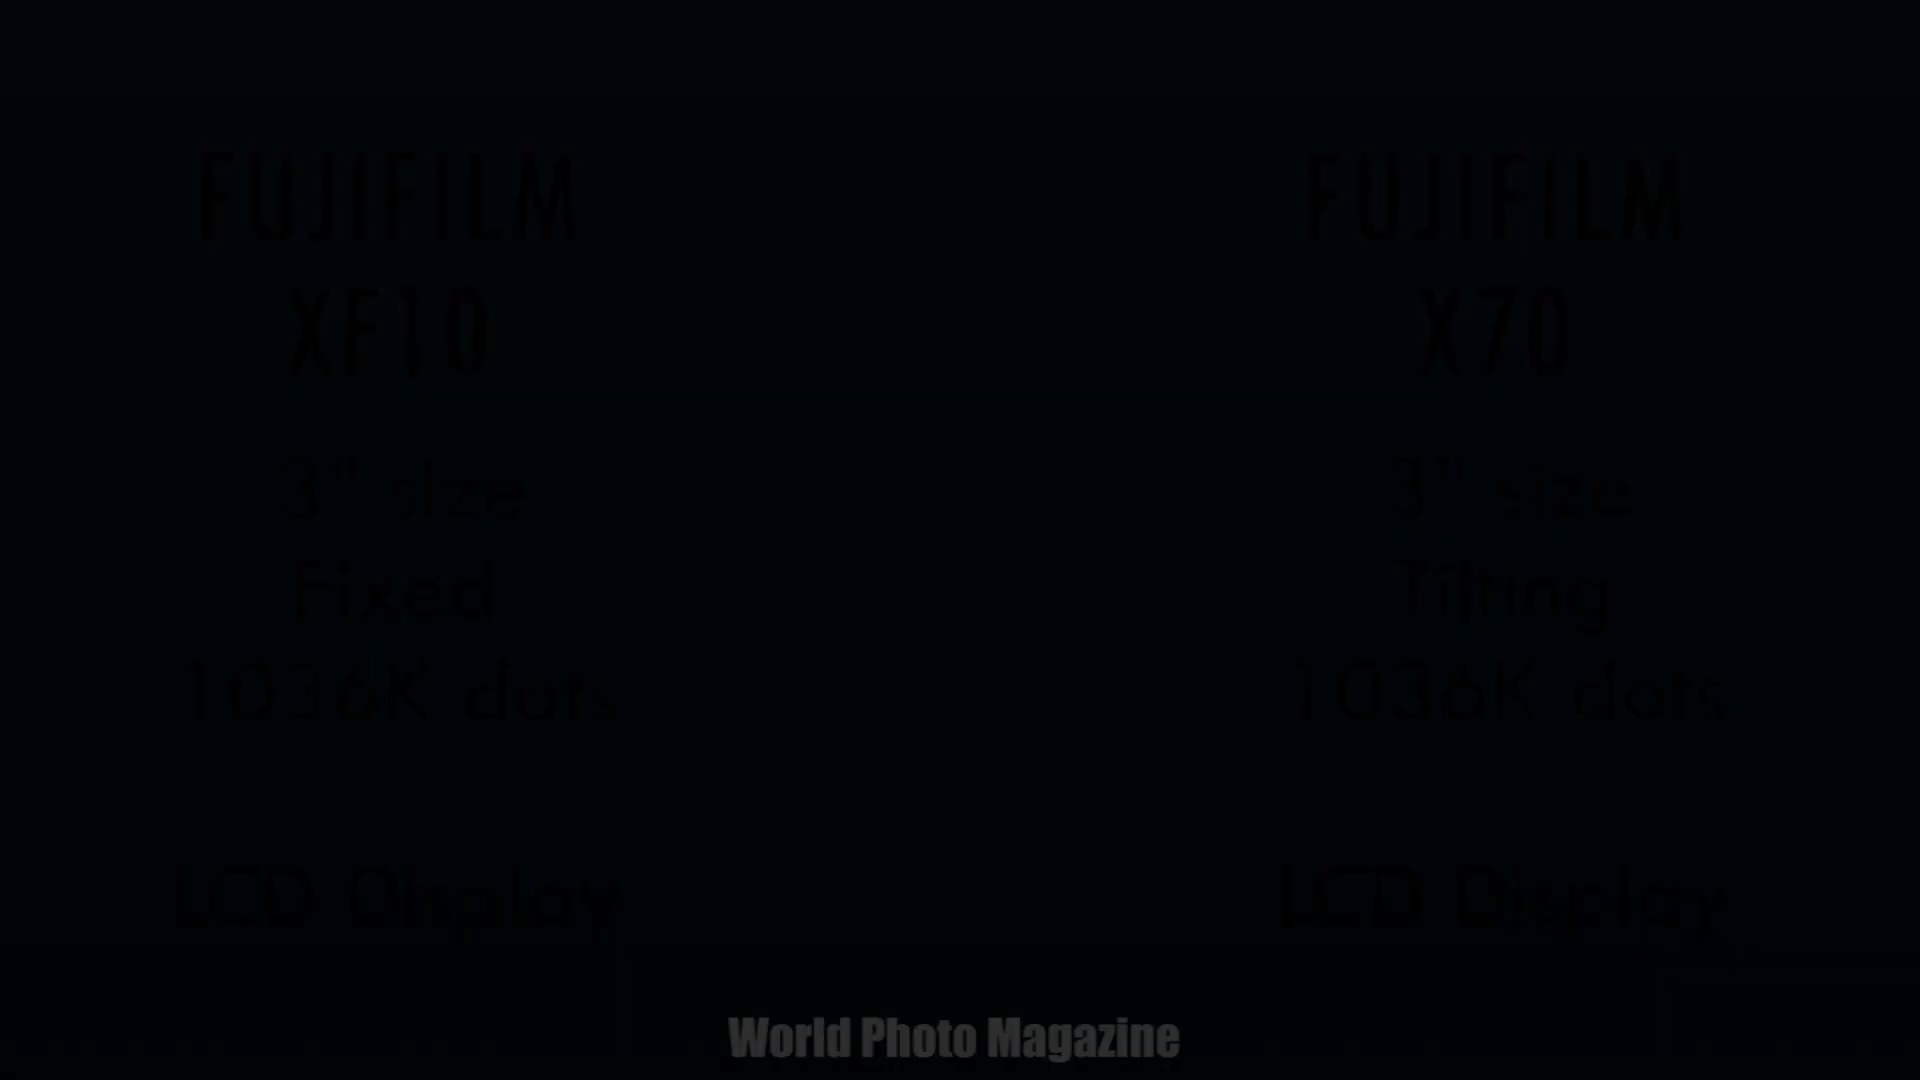 FUJIFILM
XF10
3" size
Fixed
1036K dots
LCD Display
FUJIFILM
X70
3" size
Tilting
1036K dots
LCD Display
World Photo Magazine